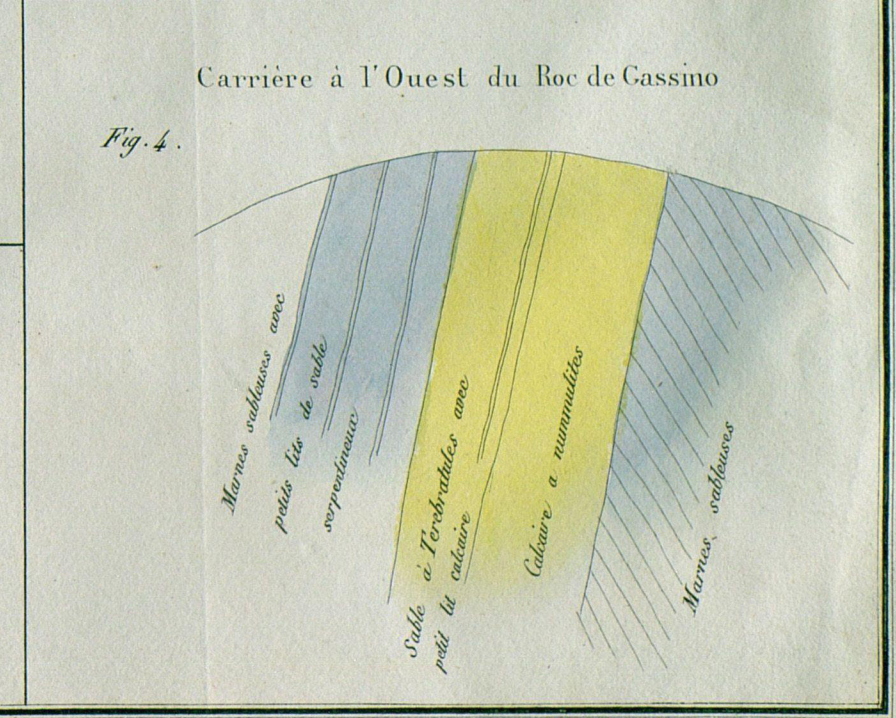 Carrière à l'Ouest du Roc de Gassino
Fig. 4.
Marnes sableuses avec
petits lits de sable
serpentineux
Sable à Terebratules avec
petit lit calcaire
Calcaire a nummulites
Marnes, sableuses